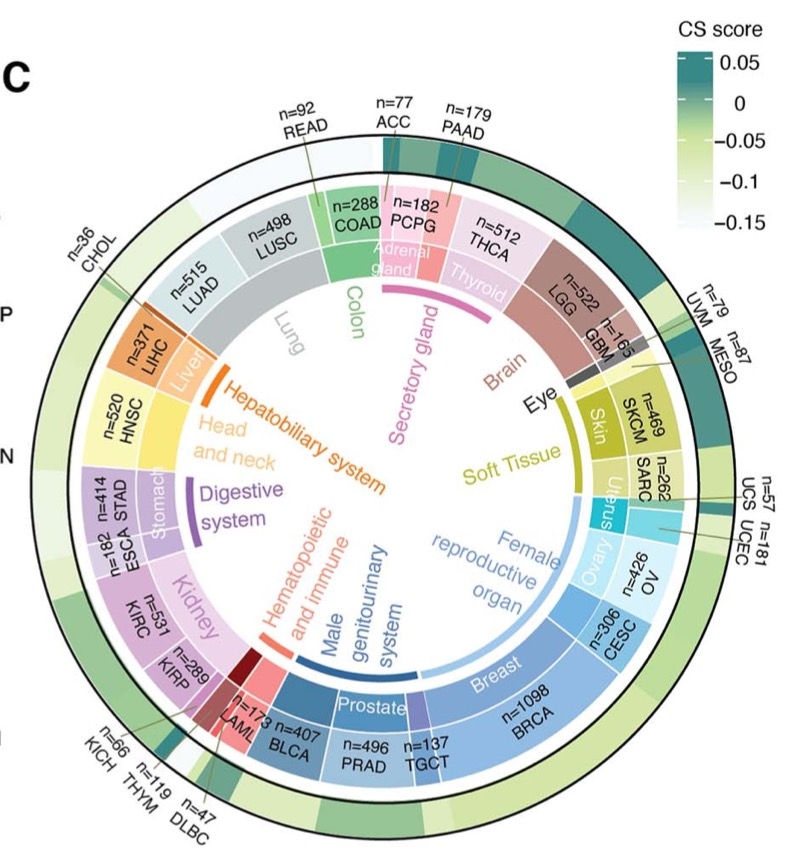 C
CS score
0.05
0
−0.05
−0.1
−0.15
n=77
ACC
n=182
PCPG
n=179
PAAD
n=512
THCA
n=522
LGG
n=165
GBM
n=79
UVM
n=87
MESO
n=469
SKCM
n=262
SARC
n=57
UCS
n=181
UCEC
n=426
OV
n=306
CESC
n=1098
BRCA
n=137
TGCT
n=496
PRAD
n=407
BLCA
n=173
LAML
n=47
DLBC
n=119
THYM
n=66
KICH
n=289
KIRP
n=531
KIRC
n=182
ESCA
n=414
STAD
n=520
HNSC
n=371
LIHC
n=36
CHOL
n=515
LUAD
n=498
LUSC
n=92
READ
n=288
COAD
Adrenal
gland
Thyroid
Brain
Eye
Skin
Soft Tissue
Uterus
Ovary
Female
reproductive
organ
Breast
Prostate
Male
genitourinary
system
Hematopoietic
and immune
Kidney
Stomach
Digestive
system
Head
and neck
Liver
Hepatobiliary system
Lung
Colon
Secretory gland
P
N